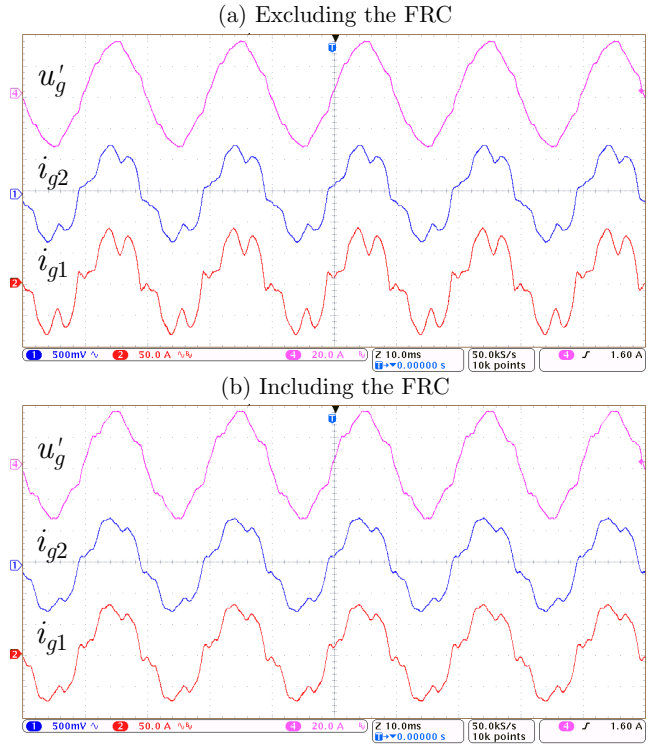 (a) Excluding the FRC
T
u′g
4
ig2
1
ig1
2
1 500mV 2 50.0 A 4 20.0 A Z 10.0ms 50.0kS/s 4 1.60 A
T→▼0.00000 s 10k points
(b) Including the FRC
T
u′g
4
ig2
1
ig1
2
1 500mV 2 50.0 A 4 20.0 A Z 10.0ms 50.0kS/s 4 1.60 A
T→▼0.00000 s 10k points